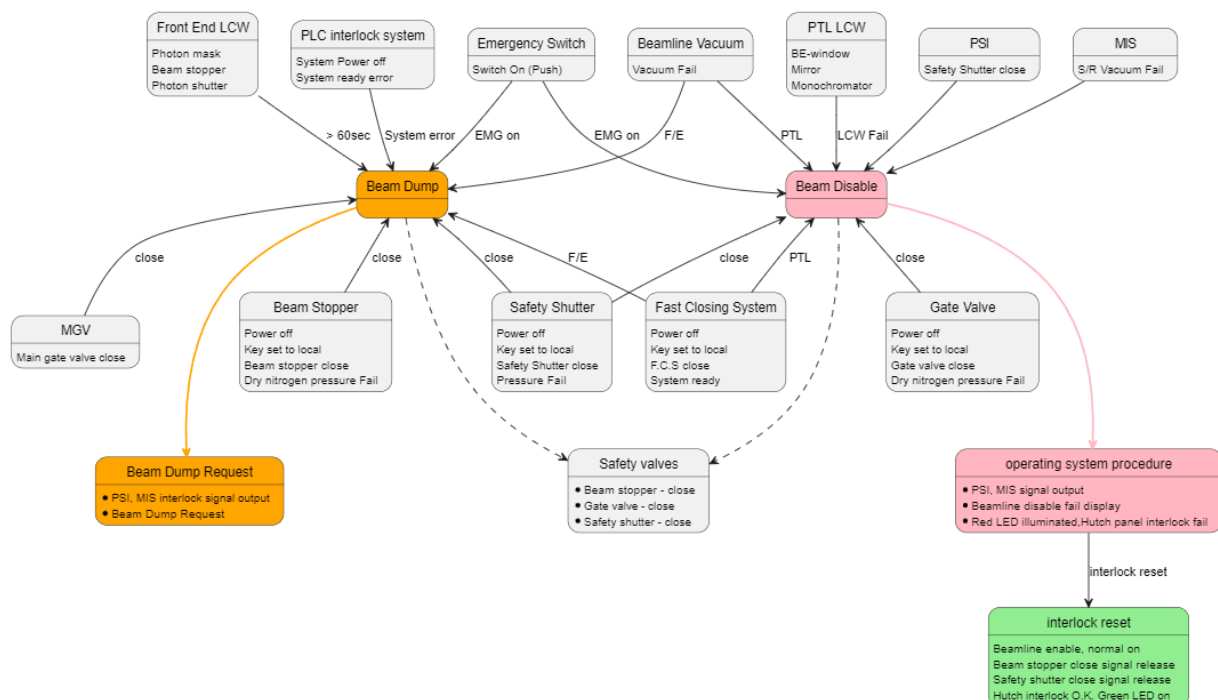 Front End LCW
Photon mask
Beam stopper
Photon shutter
PLC interlock system
System Power off
System ready error
Emergency Switch
Switch On (Push)
Beamline Vacuum
Vacuum Fail
PTL LCW
BE-window
Mirror
Monochromator
PSI
Safety Shutter close
MIS
S/R Vacuum Fail
> 60sec
System error
EMG on
EMG on
F/E
PTL
LCW Fail
Beam Dump
Beam Disable
close
close
close
F/E
close
PTL
close
MGV
Main gate valve close
Beam Stopper
Power off
Key set to local
Beam stopper close
Dry nitrogen pressure Fail
Safety Shutter
Power off
Key set to local
Safety Shutter close
Pressure Fail
Fast Closing System
Power off
Key set to local
F.C.S close
System ready
Gate Valve
Power off
Key set to local
Gate valve close
Dry nitrogen pressure Fail
Beam Dump Request
• PSI, MIS interlock signal output
• Beam Dump Request
Safety valves
• Beam stopper - close
• Gate valve - close
• Safety shutter - close
operating system procedure
• PSI, MIS signal output
• Beamline disable fail display
• Red LED illuminated,Hutch panel interlock fail
interlock reset
interlock reset
Beamline enable, normal on
Beam stopper close signal release
Safety shutter close signal release
Hutch interlock O.K. Green LED on